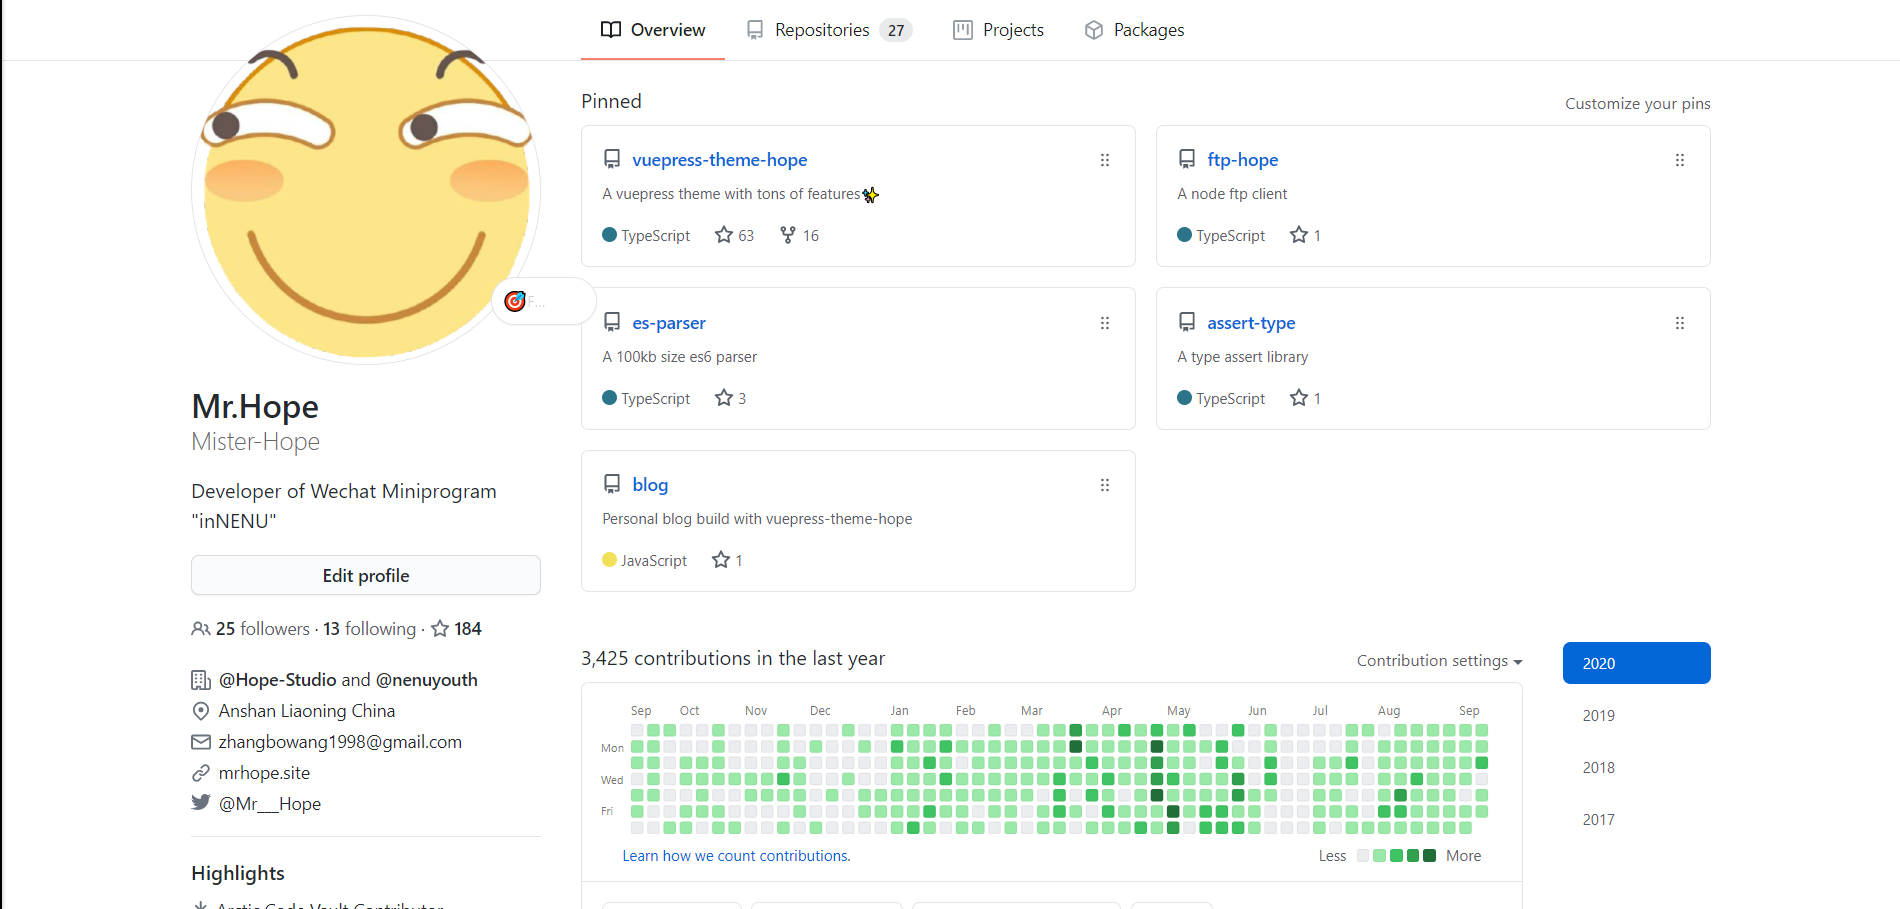 Overview
Repositories 27
Projects
Packages
F...
Mr.Hope
Mister-Hope
Developer of Wechat Miniprogram
"inNENU"
Edit profile
25 followers · 13 following · 184
@Hope-Studio and @nenuyouth
Anshan Liaoning China
zhangbowang1998@gmail.com
mrhope.site
@Mr___Hope
Highlights
Arctic Code Vault Contributor
Pinned
Customize your pins
vuepress-theme-hope
A vuepress theme with tons of features✨
TypeScript 63 16
ftp-hope
A node ftp client
TypeScript 1
es-parser
A 100kb size es6 parser
TypeScript 3
assert-type
A type assert library
TypeScript 1
blog
Personal blog build with vuepress-theme-hope
JavaScript 1
3,425 contributions in the last year
Contribution settings
Sep Oct Nov Dec Jan Feb Mar Apr May Jun Jul Aug Sep
Mon
Wed
Fri
Learn how we count contributions.
Less More
2020
2019
2018
2017